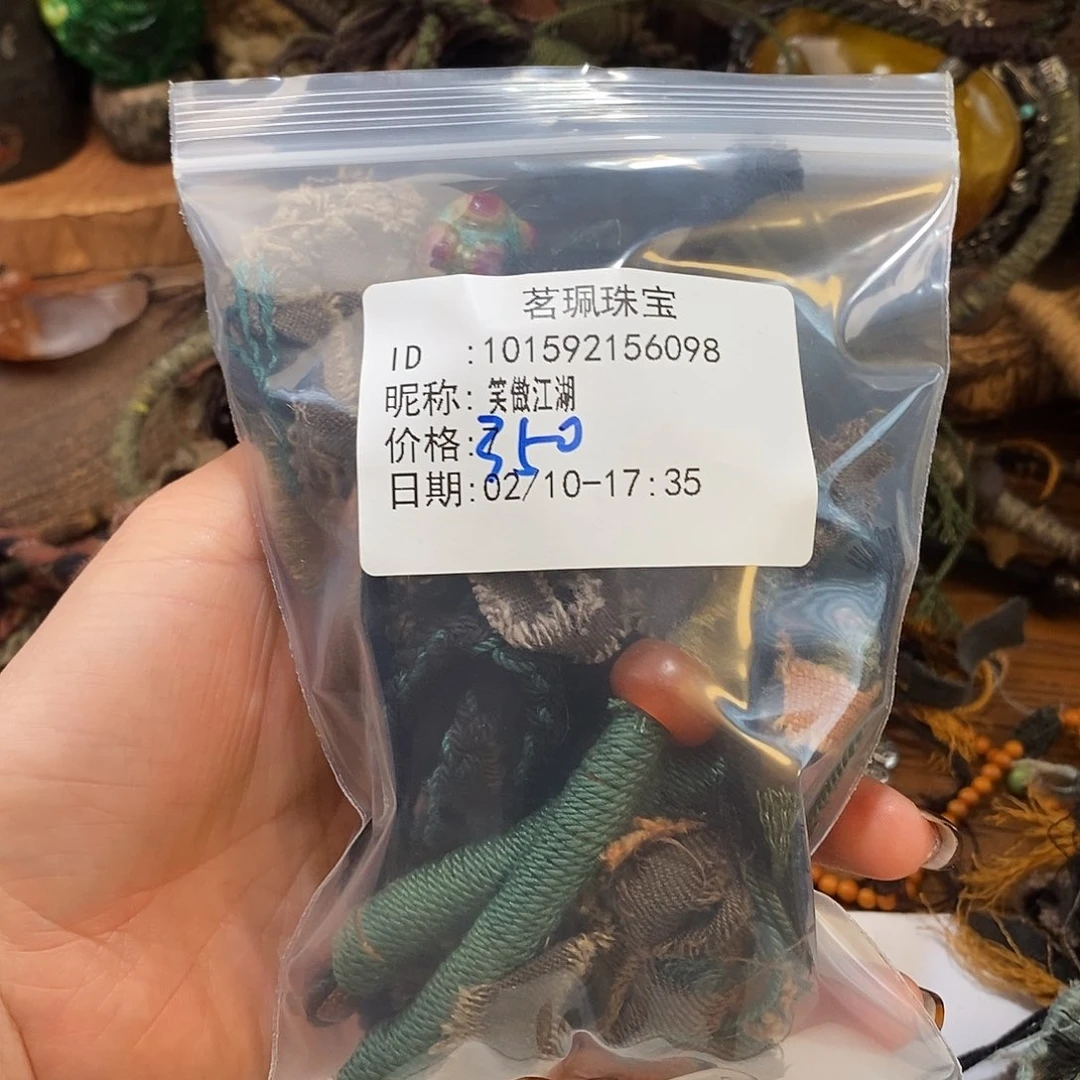 茗珮珠宝
ID :101592156098
昵称: 笑傲江湖
价格: 350
日期:02/10-17:35